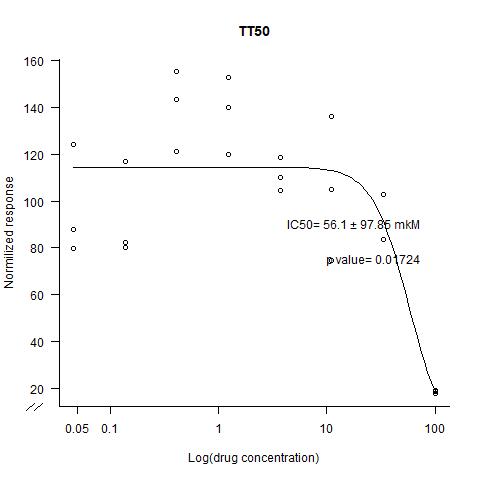 TT50
160
140
120
100
80
60
40
20
Normilized response
IC50= 56.1 ± 97.85 mkM
pvalue= 0.01724
0.05 0.1 1 10 100
Log(drug concentration)